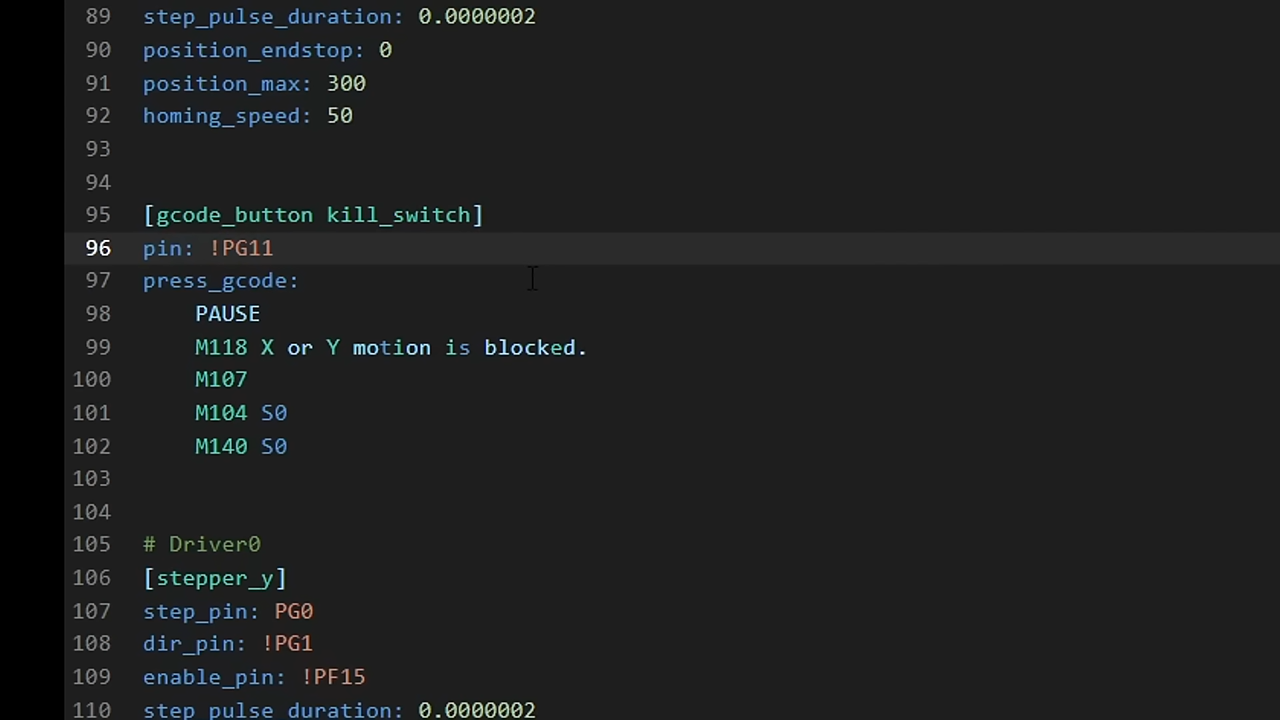 89 step_pulse_duration: 0.0000002
90 position_endstop: 0
91 position_max: 300
92 homing_speed: 50
93
94
95 [gcode_button kill_switch]
96 pin: !PG11
97 press_gcode:
98 PAUSE
99 M118 X or Y motion is blocked.
100 M107
101 M104 S0
102 M140 S0
103
104
105 # Driver0
106 [stepper_y]
107 step_pin: PG0
108 dir_pin: !PG1
109 enable_pin: !PF15
110 step_pulse_duration: 0.0000002